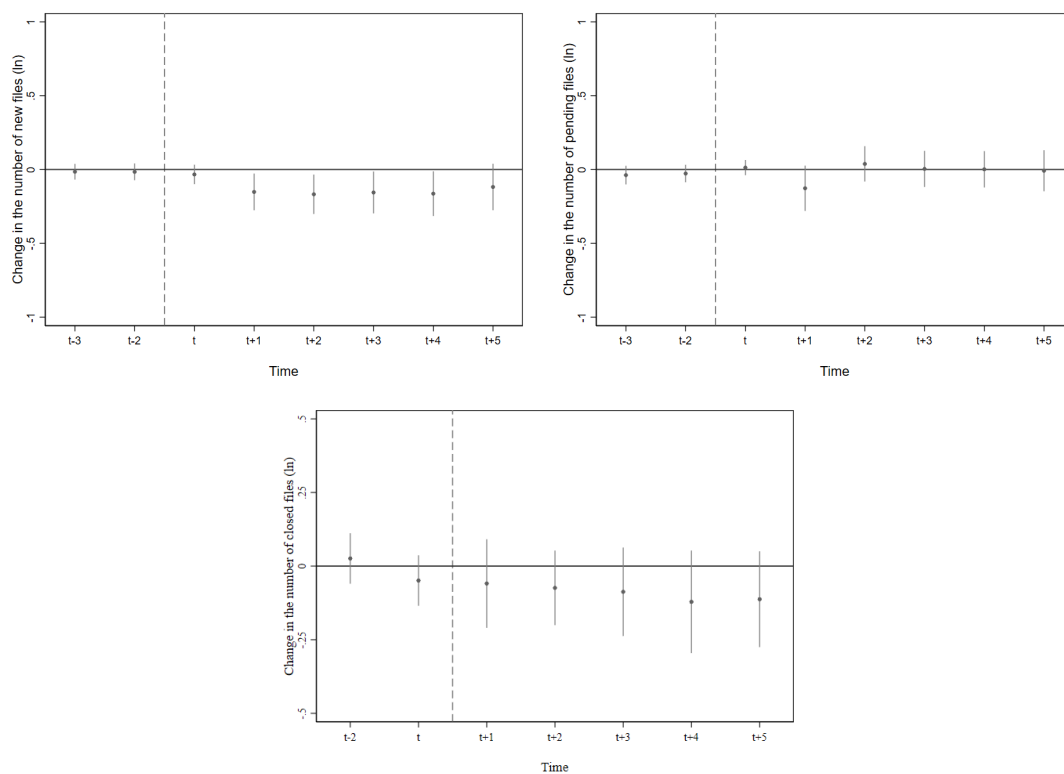 Change in the number of new files (ln)
1
.5
0
-.5
-1
t-3 t-2 t t+1 t+2 t+3 t+4 t+5
Time
Change in the number of pending files (ln)
1
.5
0
-.5
-1
t-3 t-2 t t+1 t+2 t+3 t+4 t+5
Time
Change in the number of closed files (ln)
.5
.25
0
-.25
-.5
t-2 t t+1 t+2 t+3 t+4 t+5
Time